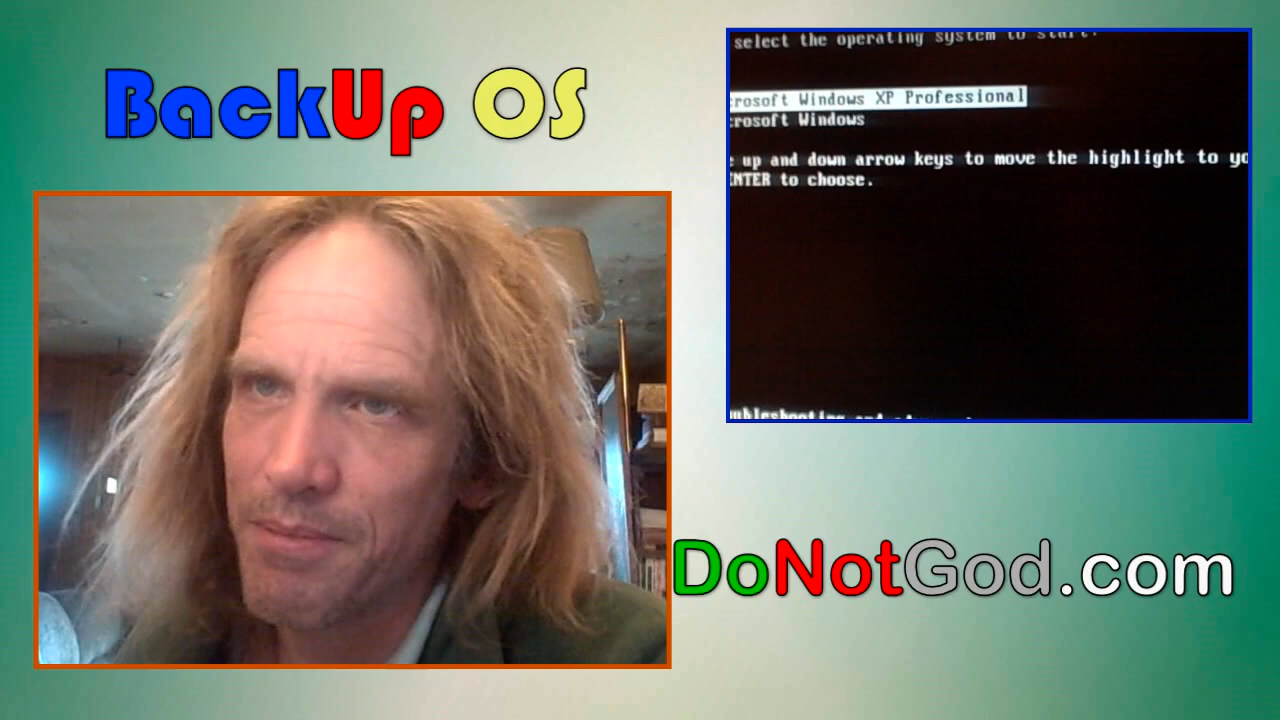 BackUp OS
select the operating system to start:
crosoft Windows XP Professional
crosoft Windows
e up and down arrow keys to move the highlight to yo
ENTER to choose.
DoNotGod.com